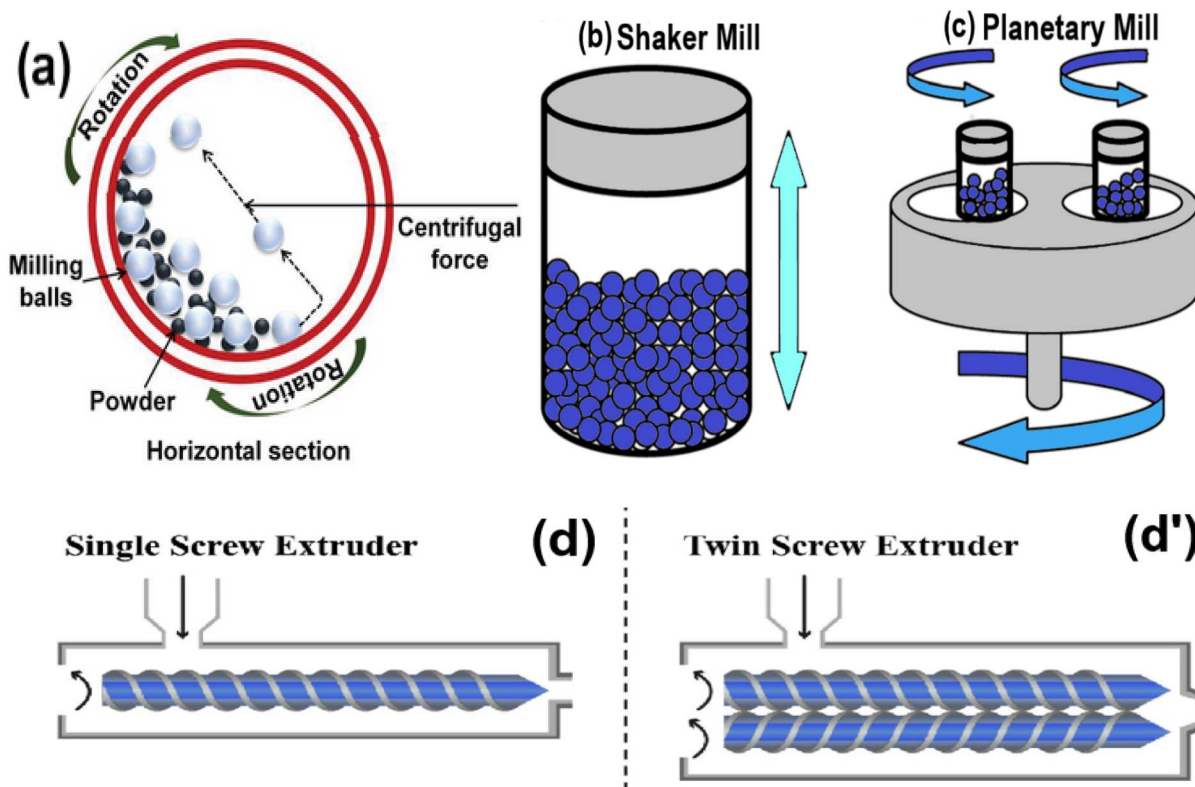 (a)
Rotation
Centrifugal
force
Milling
balls
Rotation
Powder
Horizontal section
(b) Shaker Mill
(c) Planetary Mill
Single Screw Extruder
(d)
Twin Screw Extruder
(d')